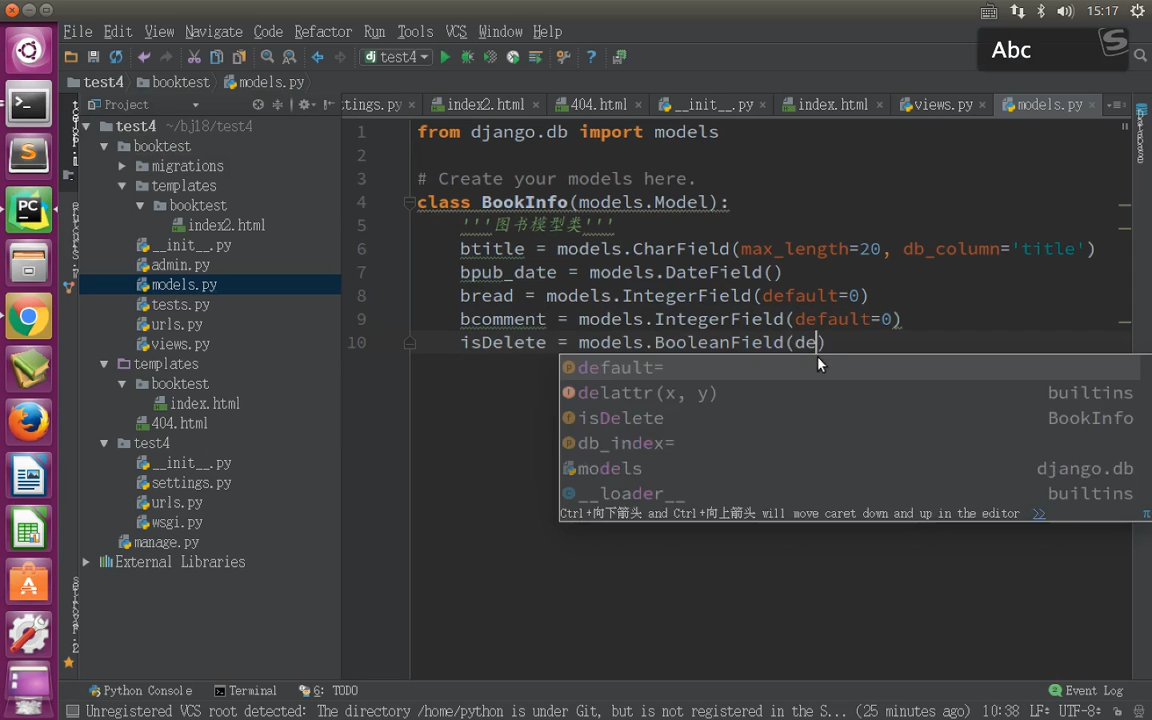 15:17
File Edit View Navigate Code Refactor Run Tools VCS Window Help
Abc
test4
test4 booktest models.py
Project
tings.py index2.html 404.html __init__.py index.html views.py models.py
test4 ~/bj18/test4
booktest
migrations
templates
booktest
index2.html
__init__.py
admin.py
models.py
tests.py
urls.py
views.py
templates
booktest
index.html
404.html
test4
__init__.py
settings.py
urls.py
wsgi.py
manage.py
External Libraries
1 from django.db import models
2
3 # Create your models here.
4 class BookInfo(models.Model):
5 '''图书模型类'''
6 btitle = models.CharField(max_length=20, db_column='title')
7 bpub_date = models.DateField()
8 bread = models.IntegerField(default=0)
9 bcomment = models.IntegerField(default=0)
10 isDelete = models.BooleanField(de)
default=
delattr(x, y) builtins
isDelete BookInfo
db_index=
models django.db
__loader__ builtins
Ctrl+向下箭头 and Ctrl+向上箭头 will move caret down and up in the editor >> π
Python Console Terminal 6: TODO Event Log
Unregistered VCS root detected: The directory /home/python is under Git, but is not registered in the S... (25 minutes ago) 10:38 LF÷ UTF-8÷